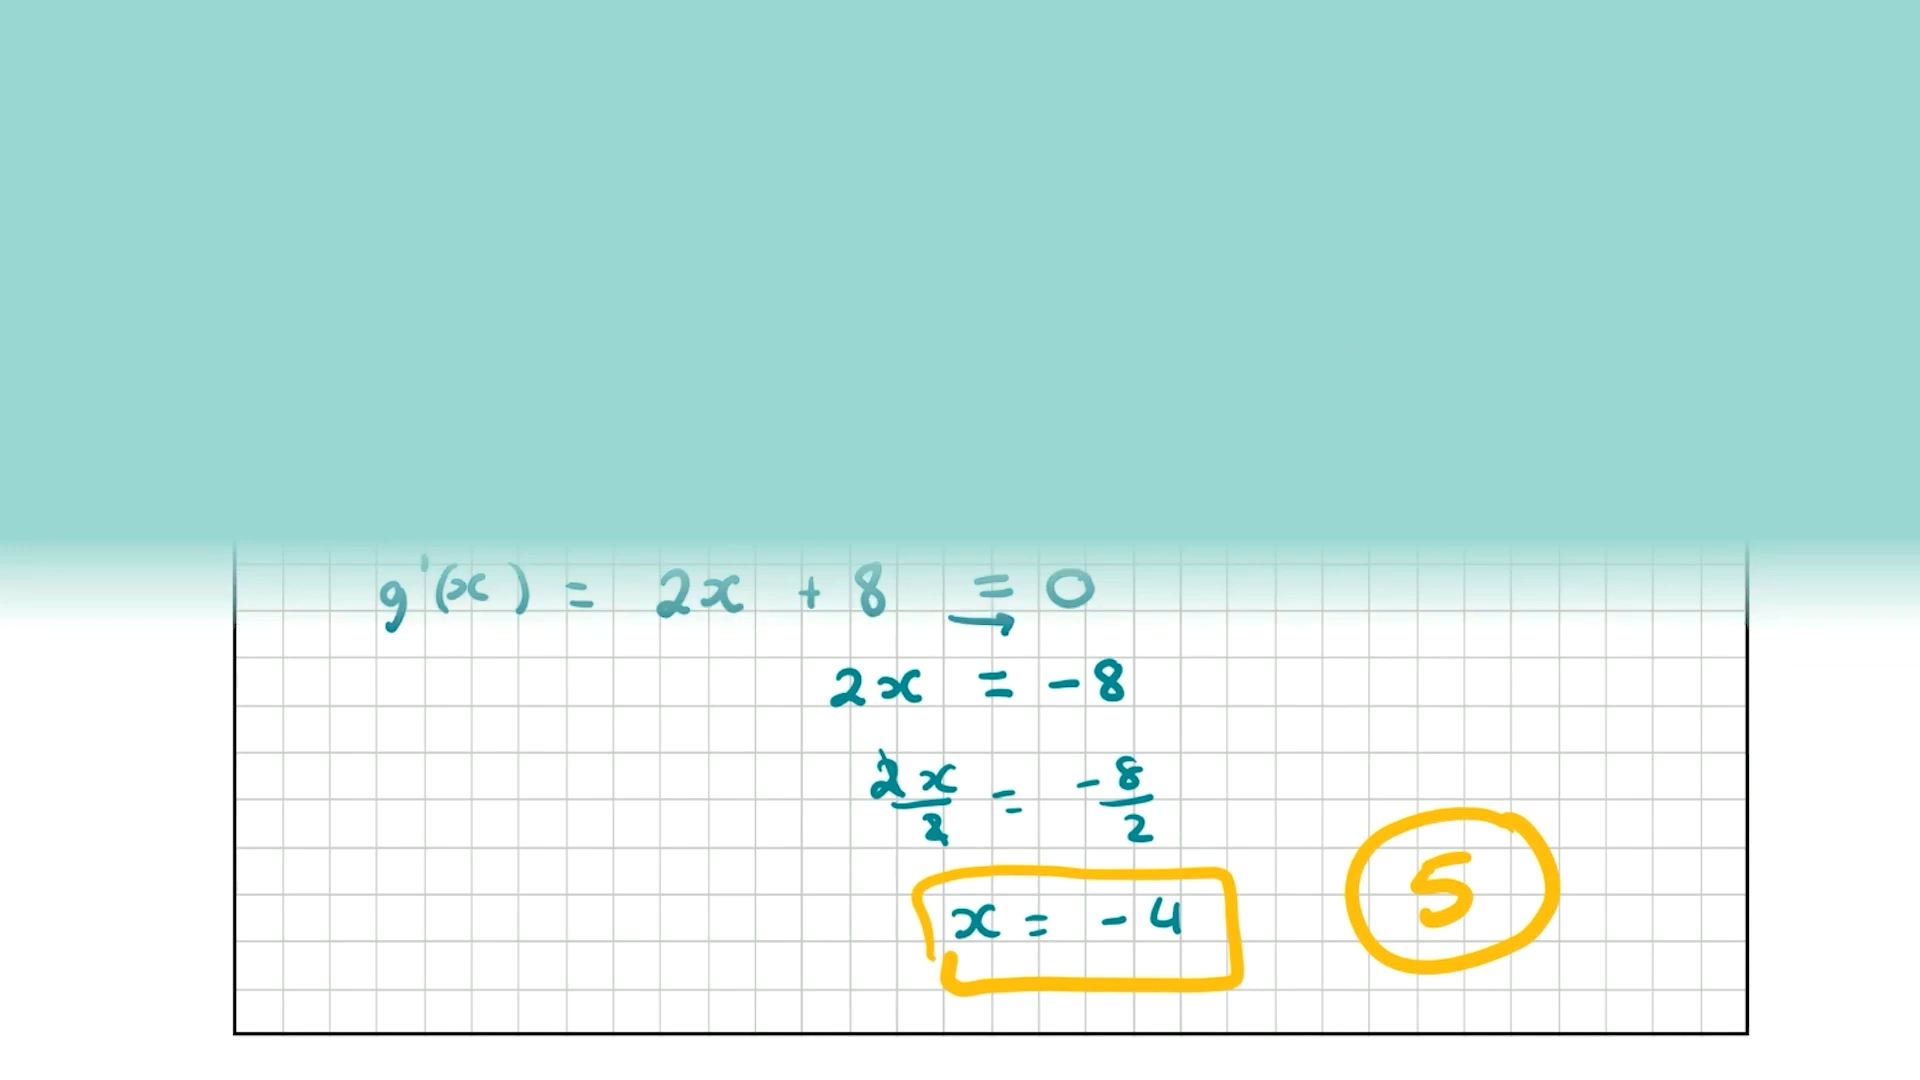 g'(x) = 2x + 8 = 0
2x = -8
2x/2 = -8/2
x = -4
5